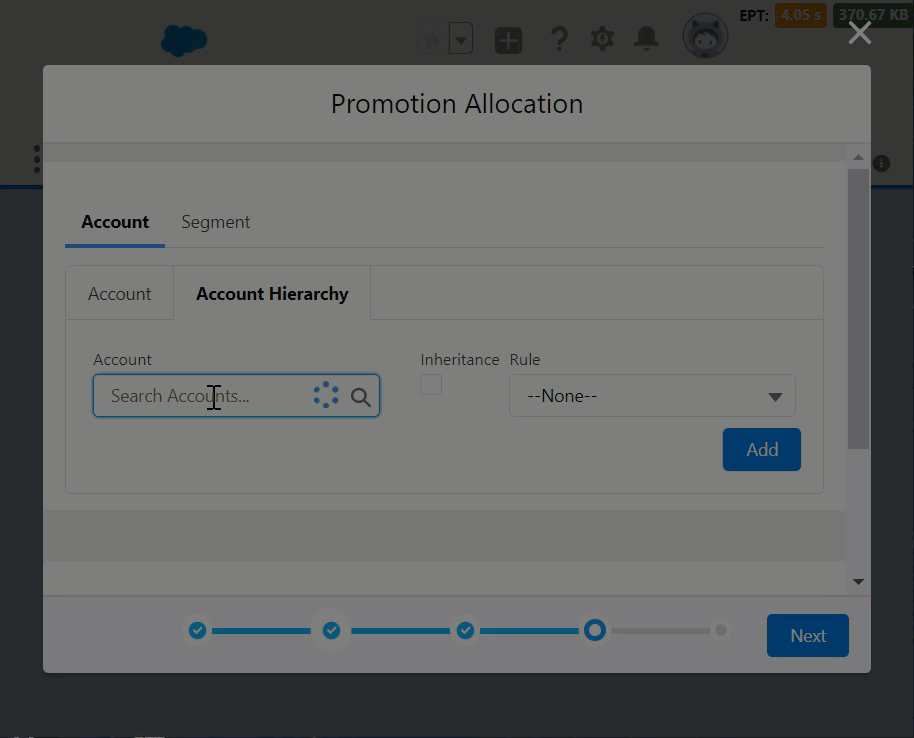 EPT: 4.05 s 370.67 KB
Promotion Allocation
Account Segment
Account Account Hierarchy
Account Inheritance Rule
Search Accounts... --None--
Add
Next